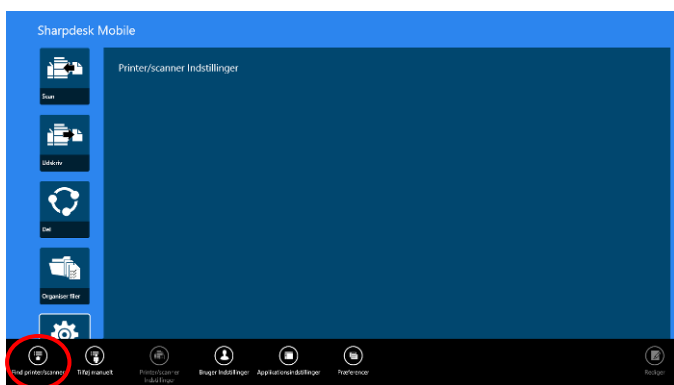 Sharpdesk Mobile
Printer/scanner Indstillinger
Scan
Udskriv
Del
Organiser filer
Find printer/scanner
Tilføj manuelt
Printer/scanner
Indstillinger
Bruger Indstillinger
Applikationsindstillinger
Præferencer
Rediger